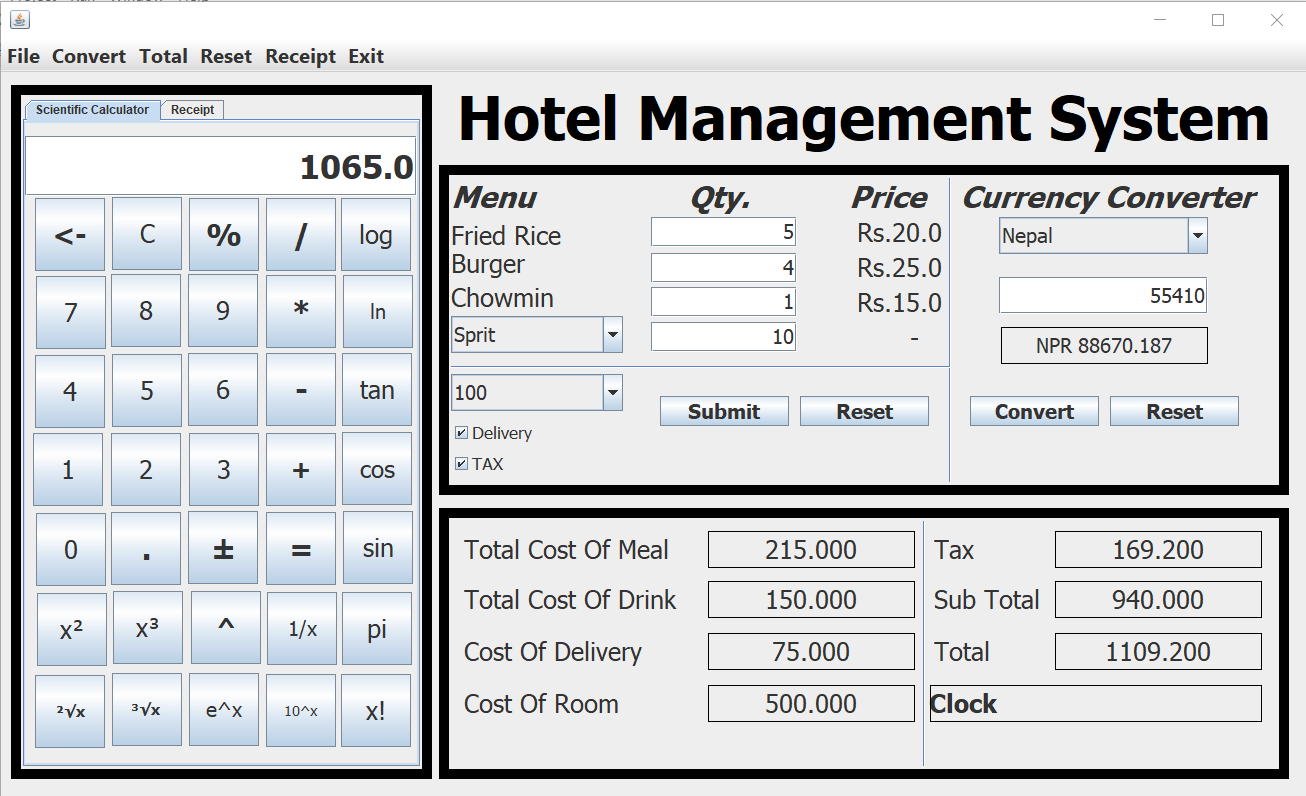 File Convert Total Reset Receipt Exit
Scientific Calculator Receipt
1065.0
<- C % / log
7 8 9 * ln
4 5 6 - tan
1 2 3 + cos
0 . ± = sin
x² x³ ^ 1/x pi
²√x ³√x e^x 10^x x!
Hotel Management System
Menu Qty. Price
Fried Rice 5 Rs.20.0
Burger 4 Rs.25.0
Chowmin 1 Rs.15.0
Sprit 10 -
100
Submit Reset
Delivery
TAX
Currency Converter
Nepal
55410
NPR 88670.187
Convert Reset
Total Cost Of Meal 215.000
Total Cost Of Drink 150.000
Cost Of Delivery 75.000
Cost Of Room 500.000
Tax 169.200
Sub Total 940.000
Total 1109.200
Clock